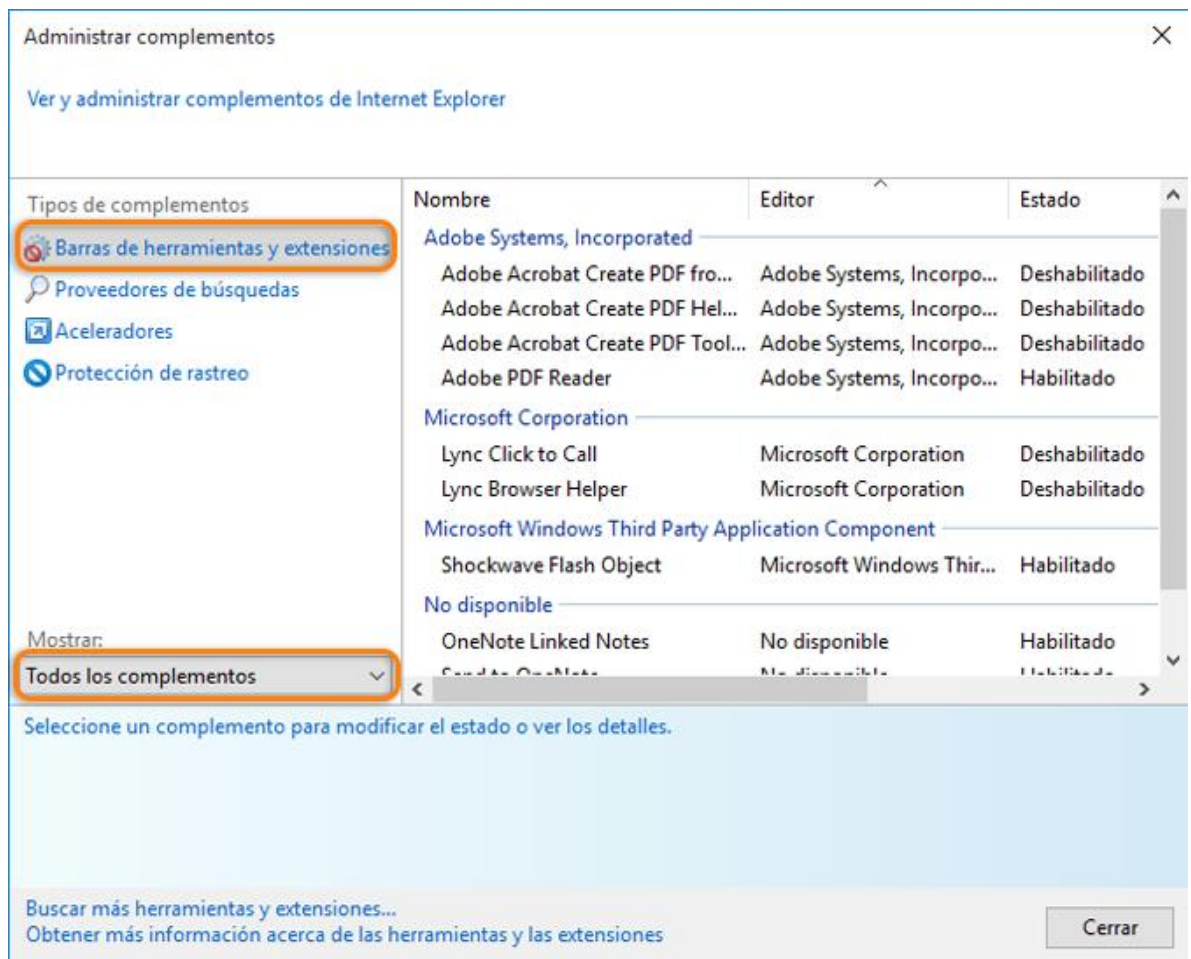 Administrar complementos
Ver y administrar complementos de Internet Explorer
Tipos de complementos
Barras de herramientas y extensiones
Proveedores de búsquedas
Aceleradores
Protección de rastreo
Mostrar:
Todos los complementos
Nombre Editor Estado
Adobe Systems, Incorporated
Adobe Acrobat Create PDF fro... Adobe Systems, Incorpo... Deshabilitado
Adobe Acrobat Create PDF Hel... Adobe Systems, Incorpo... Deshabilitado
Adobe Acrobat Create PDF Tool... Adobe Systems, Incorpo... Deshabilitado
Adobe PDF Reader Adobe Systems, Incorpo... Habilitado
Microsoft Corporation
Lync Click to Call Microsoft Corporation Deshabilitado
Lync Browser Helper Microsoft Corporation Deshabilitado
Microsoft Windows Third Party Application Component
Shockwave Flash Object Microsoft Windows Thir... Habilitado
No disponible
OneNote Linked Notes No disponible Habilitado
Send to OneNote No disponible Habilitado
Seleccione un complemento para modificar el estado o ver los detalles.
Buscar más herramientas y extensiones...
Obtener más información acerca de las herramientas y las extensiones
Cerrar